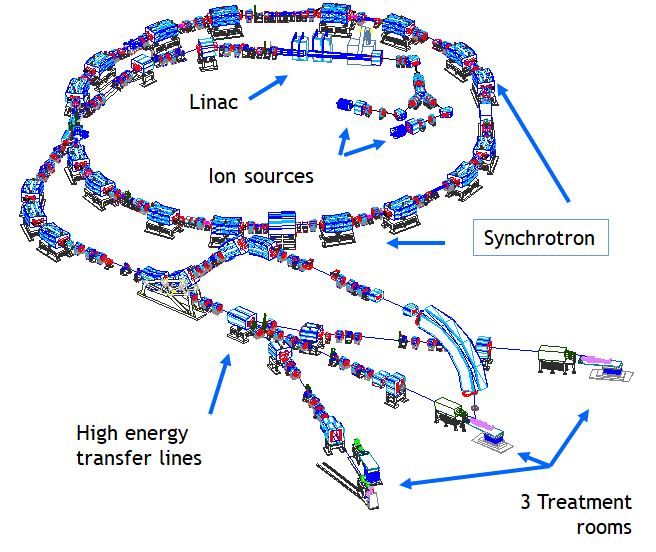 Linac
Ion sources
Synchrotron
High energy
transfer lines
3 Treatment
rooms